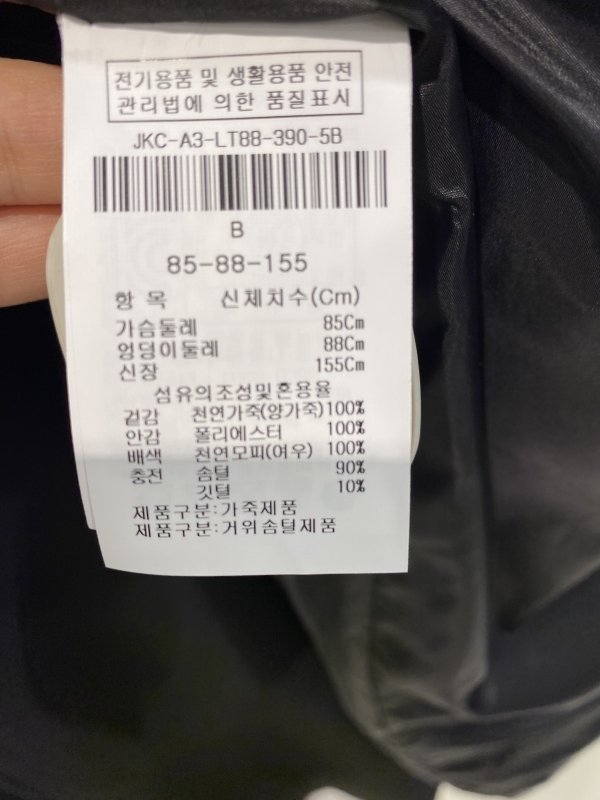 전기용품 및 생활용품 안전
관리법에 의한 품질표시
JKC-A3-LT88-390-5B
B
85-88-155
항 목 신체치수(Cm)
가슴둘레 85Cm
엉덩이둘레 88Cm
신장 155Cm
섬유의조성및혼용율
겉감 천연가죽(양가죽)100%
안감 폴리에스터 100%
배색 천연모피(여우) 100%
충전 솜털 90%
깃털 10%
제품구분:가죽제품
제품구분:거위솜털제품